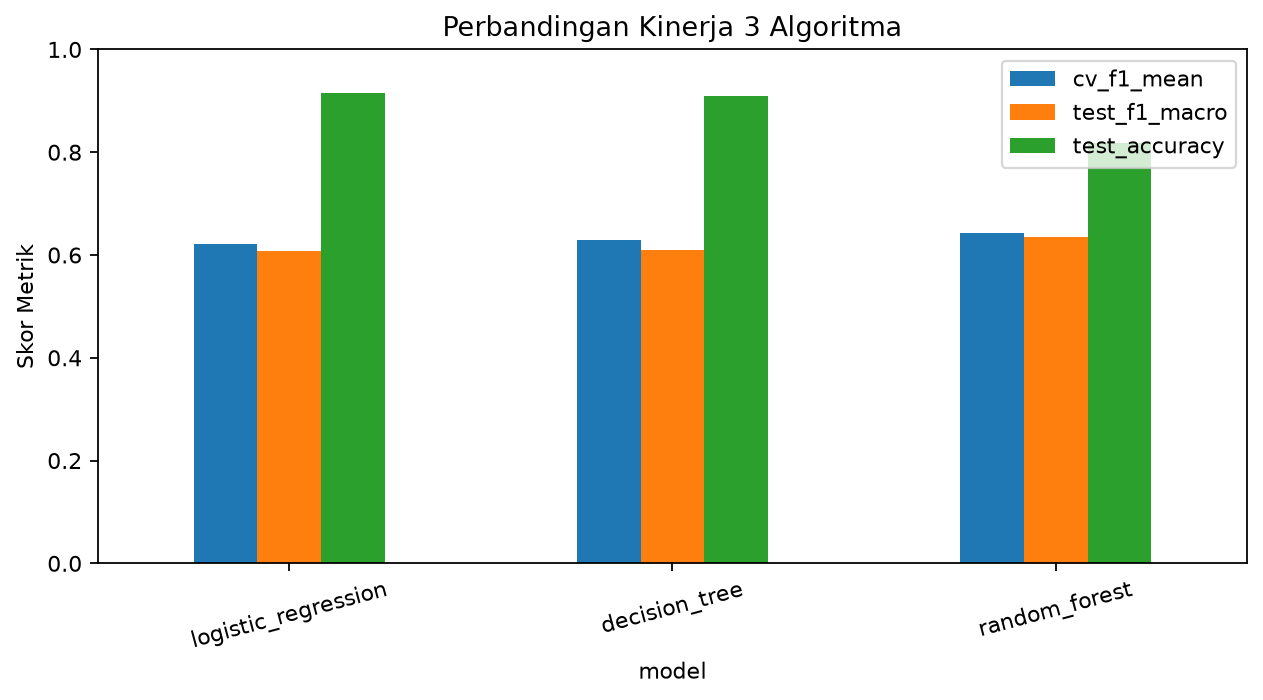 Perbandingan Kinerja 3 Algoritma
1.0
0.8
0.6
0.4
0.2
0.0
Skor Metrik
cv_f1_mean
test_f1_macro
test_accuracy
logistic_regression
decision_tree
random_forest
model